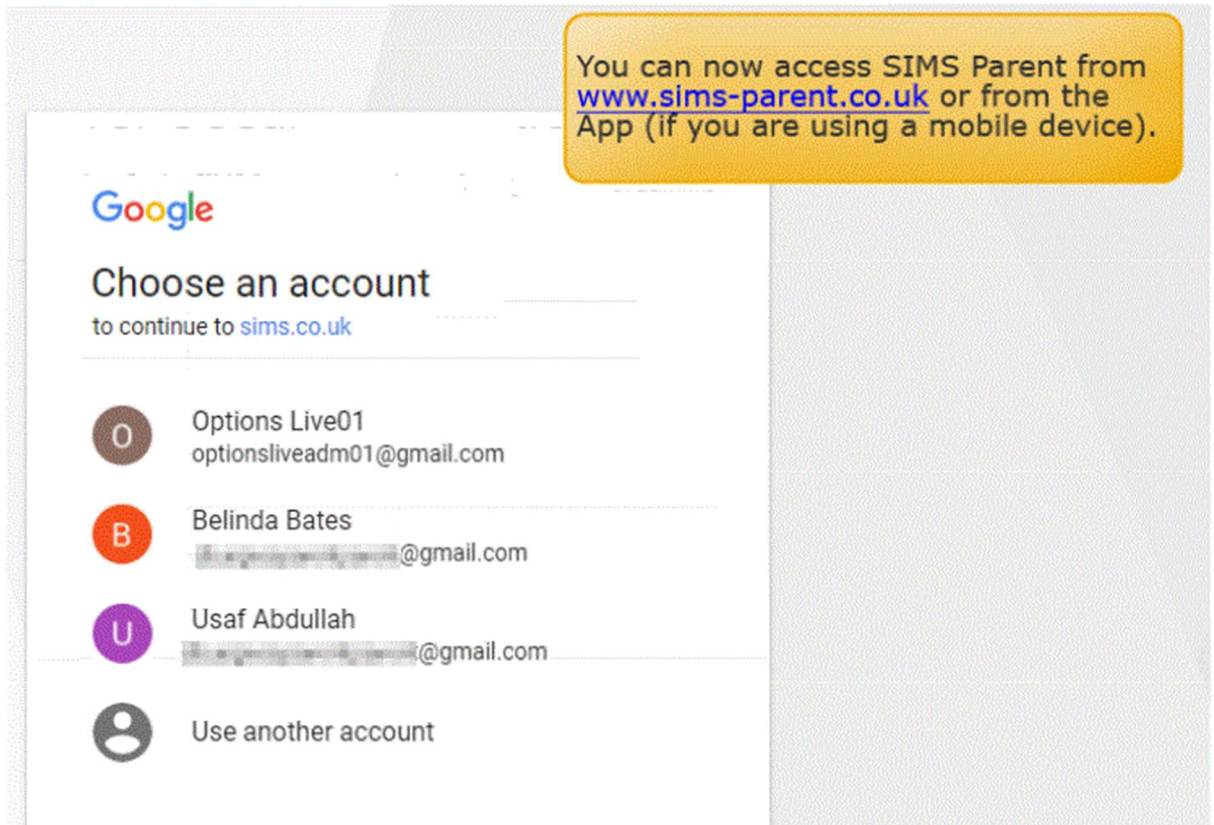 You can now access SIMS Parent from
www.sims-parent.co.uk or from the
App (if you are using a mobile device).
Google
Choose an account
to continue to sims.co.uk
O
Options Live01
optionsliveadm01@gmail.com
B
Belinda Bates
@gmail.com
U
Usaf Abdullah
@gmail.com
Use another account